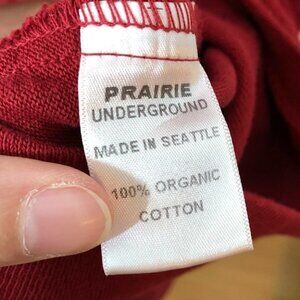 PRAIRIE
UNDERGROUND
MADE IN SEATTLE
100% ORGANIC
COTTON